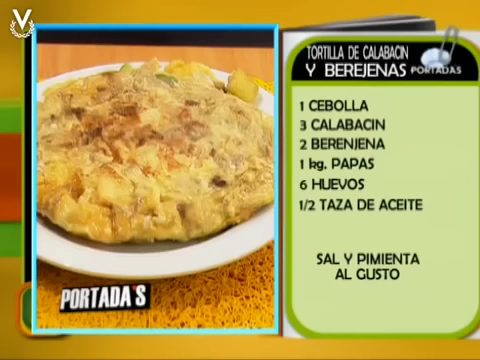 TORTILLA DE CALABACIN
Y BEREJENAS
PORTADAS
1 CEBOLLA
3 CALABACIN
2 BERENJENA
1 kg. PAPAS
6 HUEVOS
1/2 TAZA DE ACEITE
SAL Y PIMIENTA
AL GUSTO
PORTADA'S